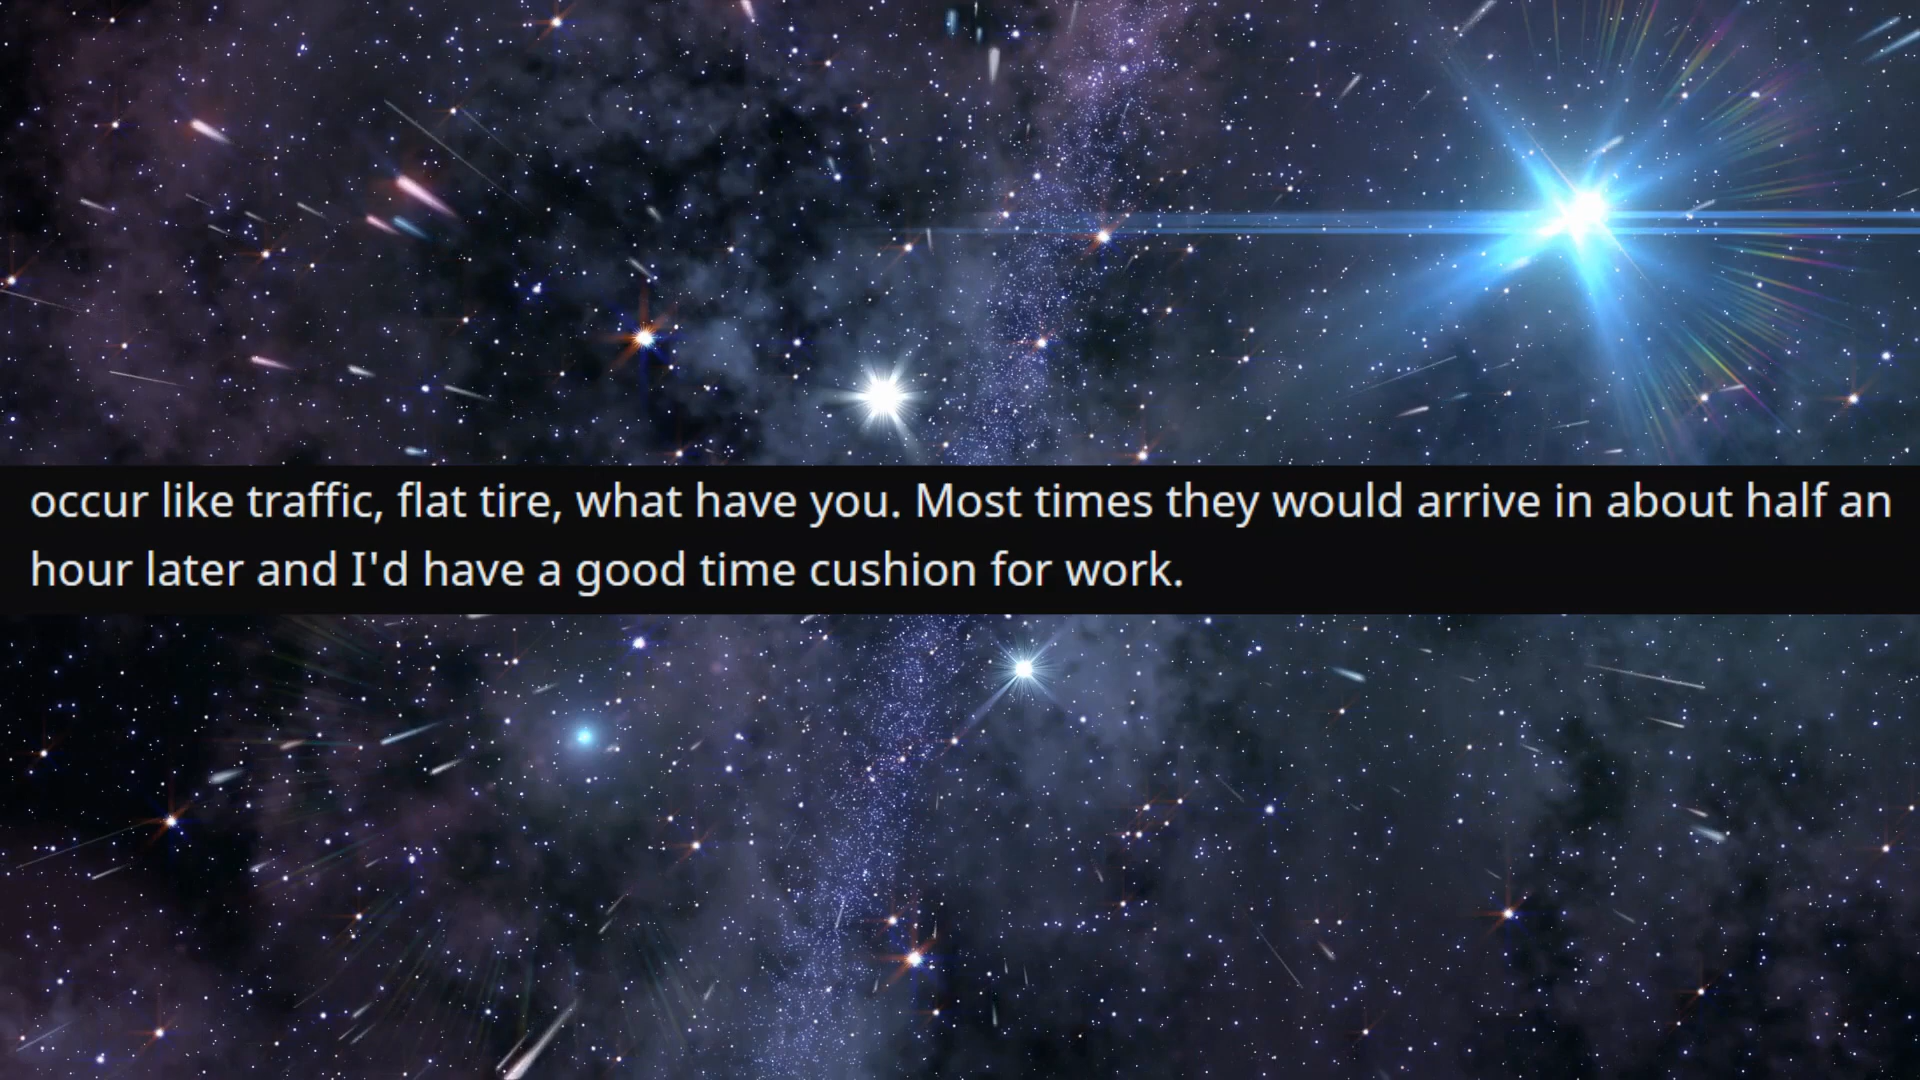 occur like traffic, flat tire, what have you. Most times they would arrive in about half an
hour later and I'd have a good time cushion for work.